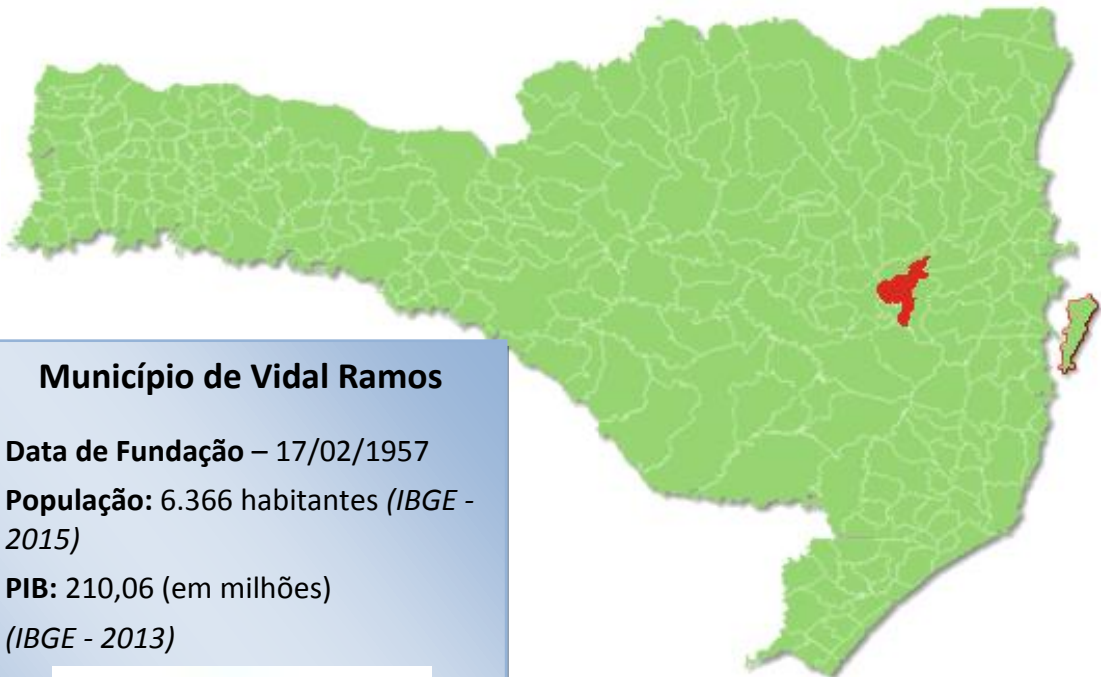 Município de Vidal Ramos
Data de Fundação – 17/02/1957
População: 6.366 habitantes (IBGE -
2015)
PIB: 210,06 (em milhões)
(IBGE - 2013)